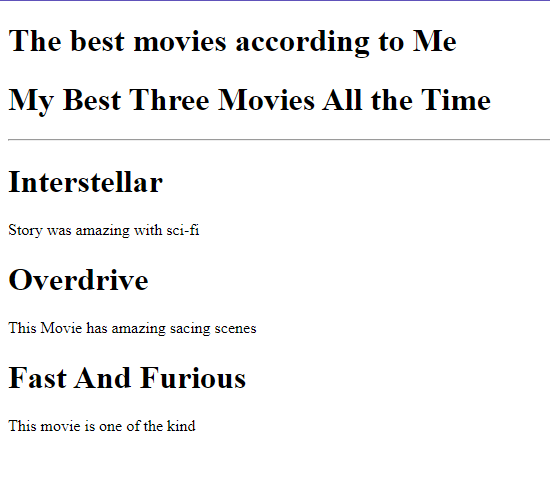 The best movies according to Me
My Best Three Movies All the Time
Interstellar
Story was amazing with sci-fi
Overdrive
This Movie has amazing sacing scenes
Fast And Furious
This movie is one of the kind